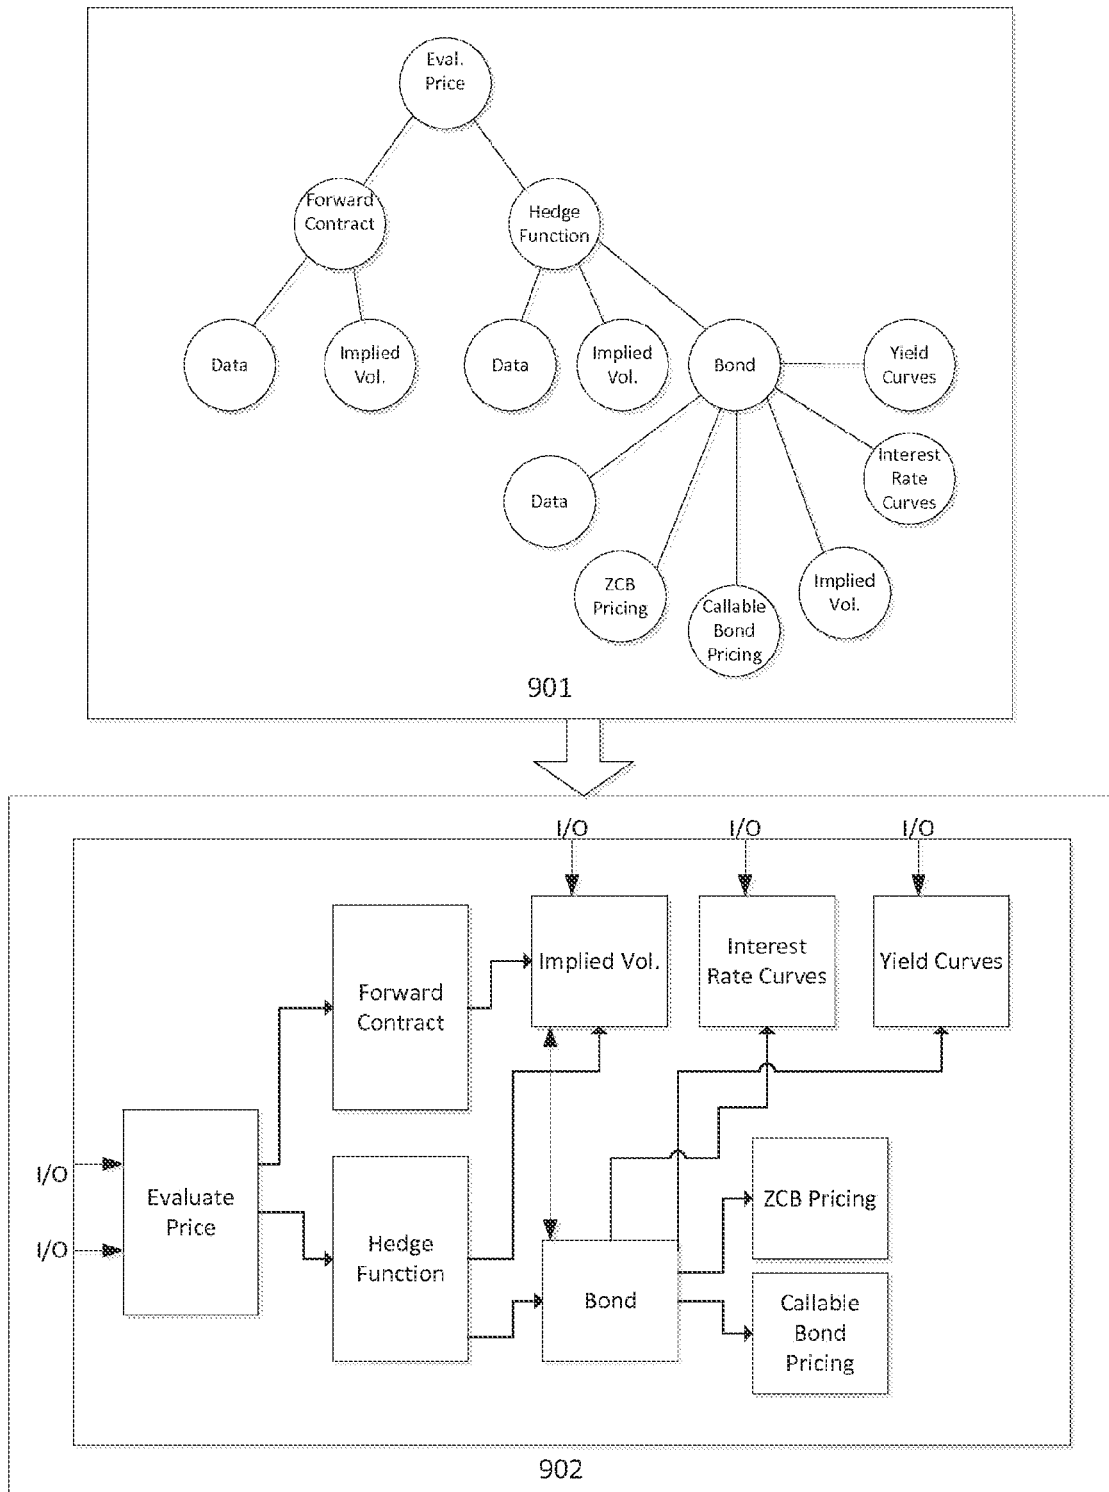 Eval.
Price
Forward
Contract
Hedge
Function
Data
Implied
Vol.
Data
Implied
Vol.
Bond
Yield
Curves
Interest
Rate
Curves
Data
ZCB
Pricing
Callable
Bond
Pricing
Implied
Vol.
901
I/O
I/O
I/O
Implied Vol.
Interest
Rate Curves
Yield Curves
Forward
Contract
I/O
I/O
Evaluate
Price
Hedge
Function
Bond
ZCB Pricing
Callable
Bond
Pricing
902